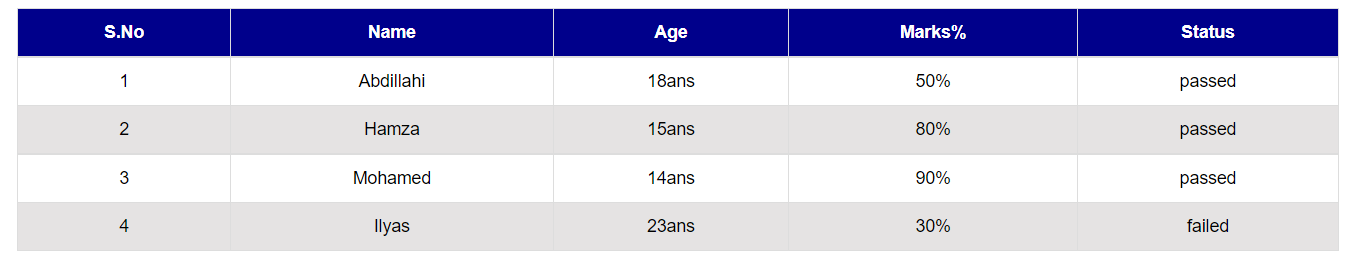 S.No Name Age Marks% Status
1 Abdillahi 18ans 50% passed
2 Hamza 15ans 80% passed
3 Mohamed 14ans 90% passed
4 Ilyas 23ans 30% failed